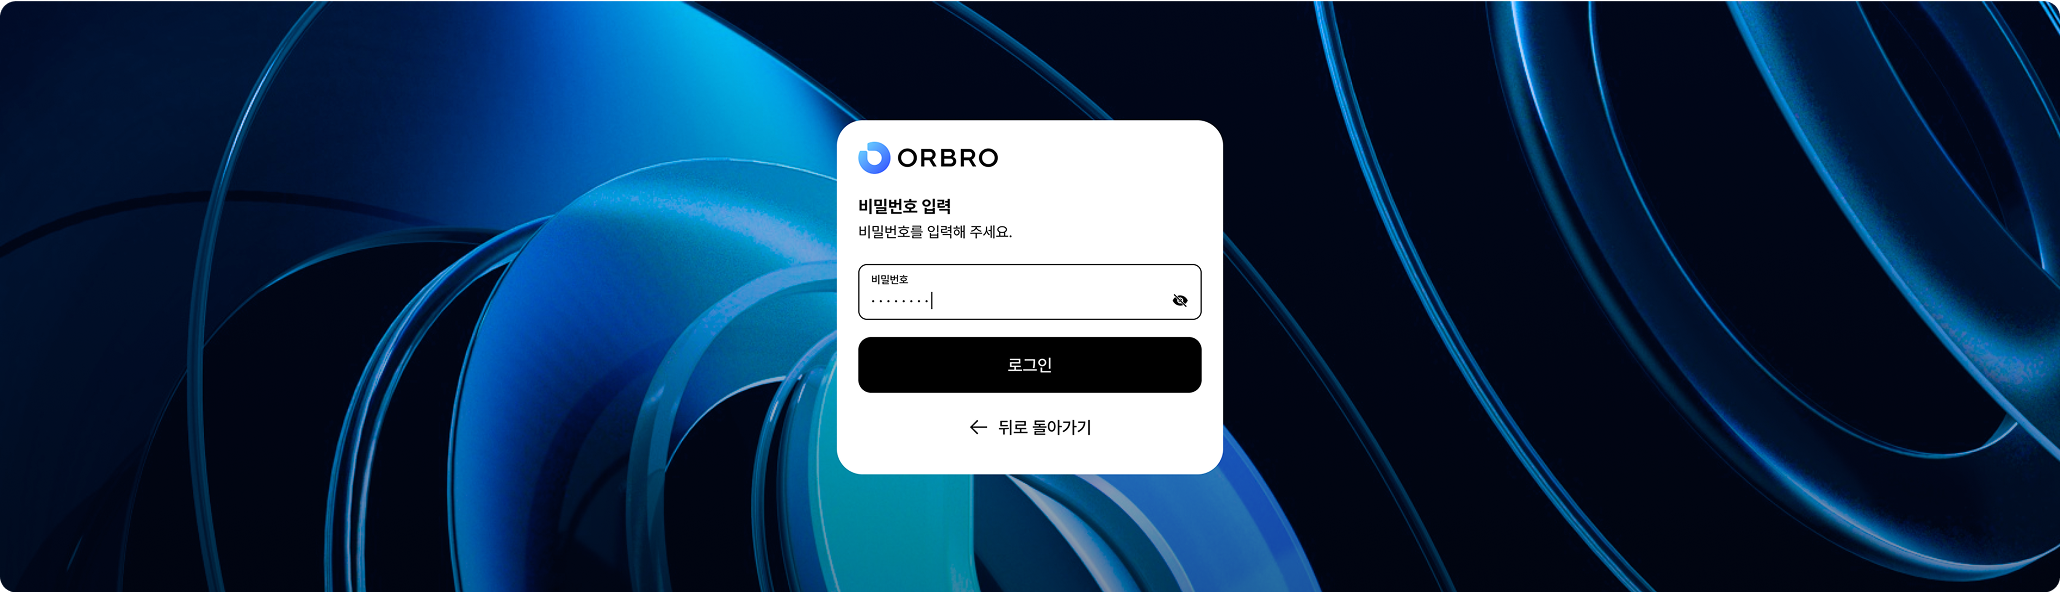 ORBRO
비밀번호 입력
비밀번호를 입력해 주세요.
비밀번호
········
로그인
← 뒤로 돌아가기